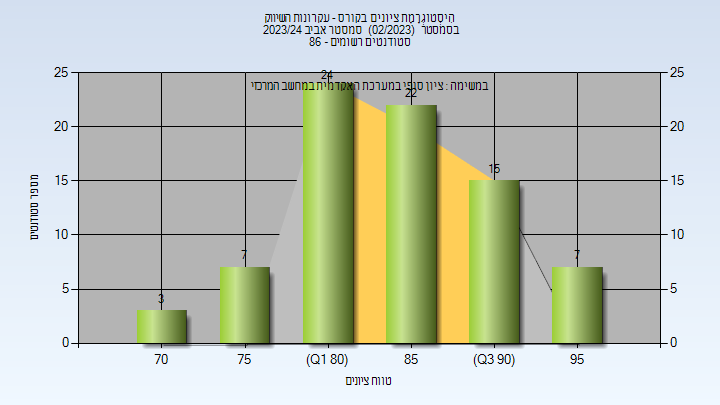 היסטוגרמת ציונים בקורס - עקרונות השיווק
בסמסטר (02/2023) סמסטר אביב 2023/24
סטודנטים רשומים - 86
במשימה : ציון סופי במערכת האקדמית במחשב המרכזי
מספר סטודנטים
25
20
15
10
5
0
25
20
15
10
5
0
3
7
24
22
15
7
70
75
(Q1 80)
85
(Q3 90)
95
טווח ציונים